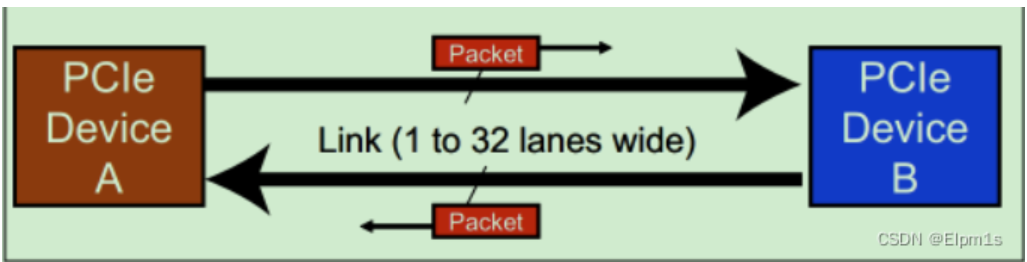 PCIe
Device
A
Packet
Link (1 to 32 lanes wide)
Packet
PCIe
Device
B
CSDN @Elpm1s